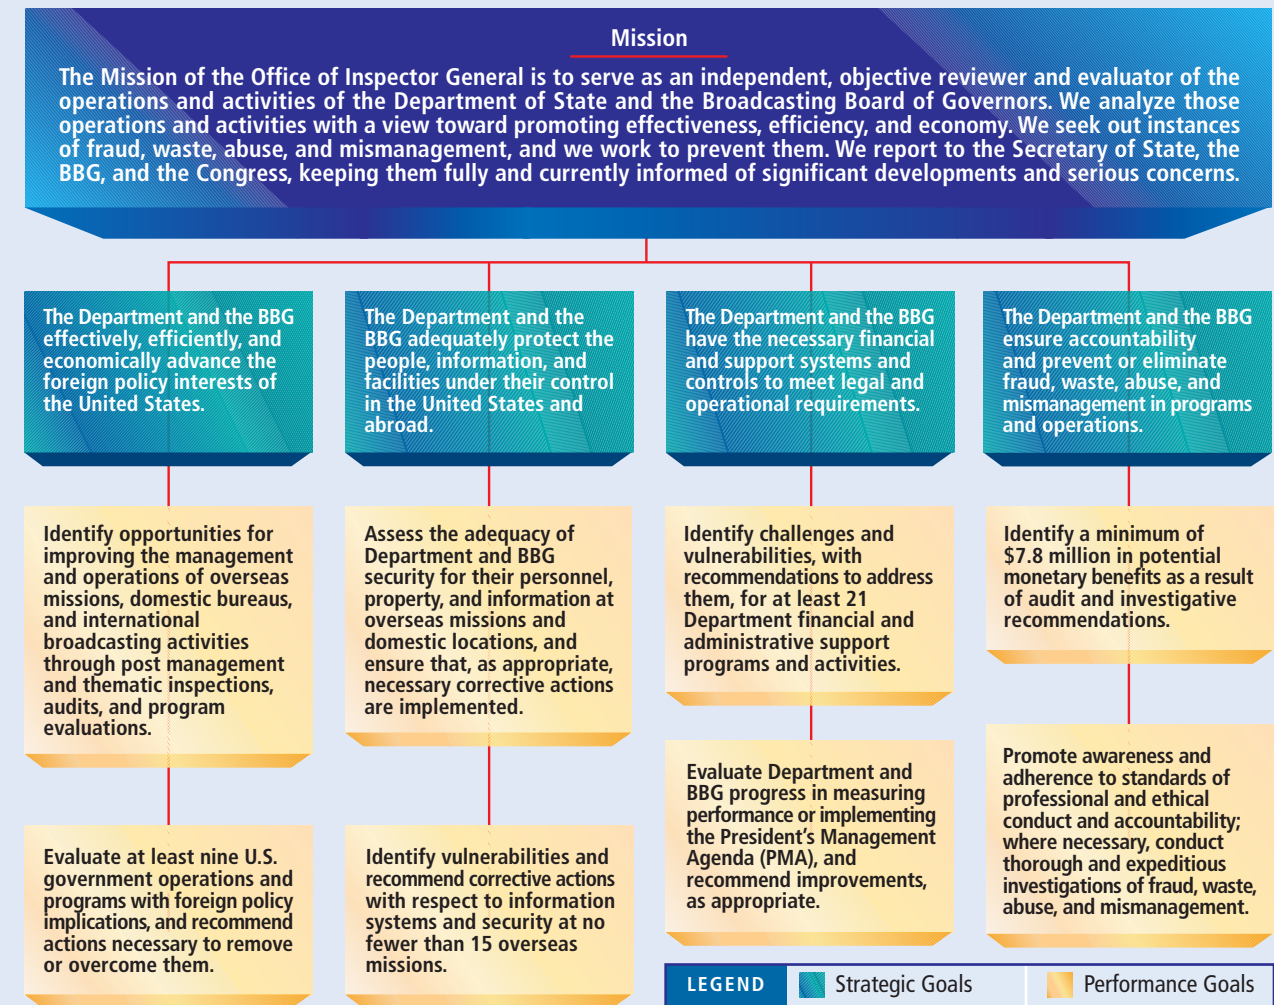 Mission
The Mission of the Office of Inspector General is to serve as an independent, objective reviewer and evaluator of the
operations and activities of the Department of State and the Broadcasting Board of Governors. We analyze those
operations and activities with a view toward promoting effectiveness, efficiency, and economy. We seek out instances
of fraud, waste, abuse, and mismanagement, and we work to prevent them. We report to the Secretary of State, the
BBG, and the Congress, keeping them fully and currently informed of significant developments and serious concerns.
The Department and the BBG
effectively, efficiently, and
economically advance the
foreign policy interests of
the United States.
The Department and the
BBG adequately protect the
people, information, and
facilities under their control
in the United States and
abroad.
The Department and the BBG
have the necessary financial
and support systems and
controls to meet legal and
operational requirements.
The Department and the BBG
ensure accountability
and prevent or eliminate
fraud, waste, abuse, and
mismanagement in programs
and operations.
Identify opportunities for
improving the management
and operations of overseas
missions, domestic bureaus,
and international
broadcasting activities
through post management
and thematic inspections,
audits, and program
evaluations.
Assess the adequacy of
Department and BBG
security for their personnel,
property, and information at
overseas missions and
domestic locations, and
ensure that, as appropriate,
necessary corrective actions
are implemented.
Identify challenges and
vulnerabilities, with
recommendations to address
them, for at least 21
Department financial and
administrative support
programs and activities.
Identify a minimum of
$7.8 million in potential
monetary benefits as a result
of audit and investigative
recommendations.
Evaluate at least nine U.S.
government operations and
programs with foreign policy
implications, and recommend
actions necessary to remove
or overcome them.
Identify vulnerabilities and
recommend corrective actions
with respect to information
systems and security at no
fewer than 15 overseas
missions.
Evaluate Department and
BBG progress in measuring
performance or implementing
the President's Management
Agenda (PMA), and
recommend improvements,
as appropriate.
Promote awareness and
adherence to standards of
professional and ethical
conduct and accountability;
where necessary, conduct
thorough and expeditious
investigations of fraud, waste,
abuse, and mismanagement.
LEGEND Strategic Goals Performance Goals